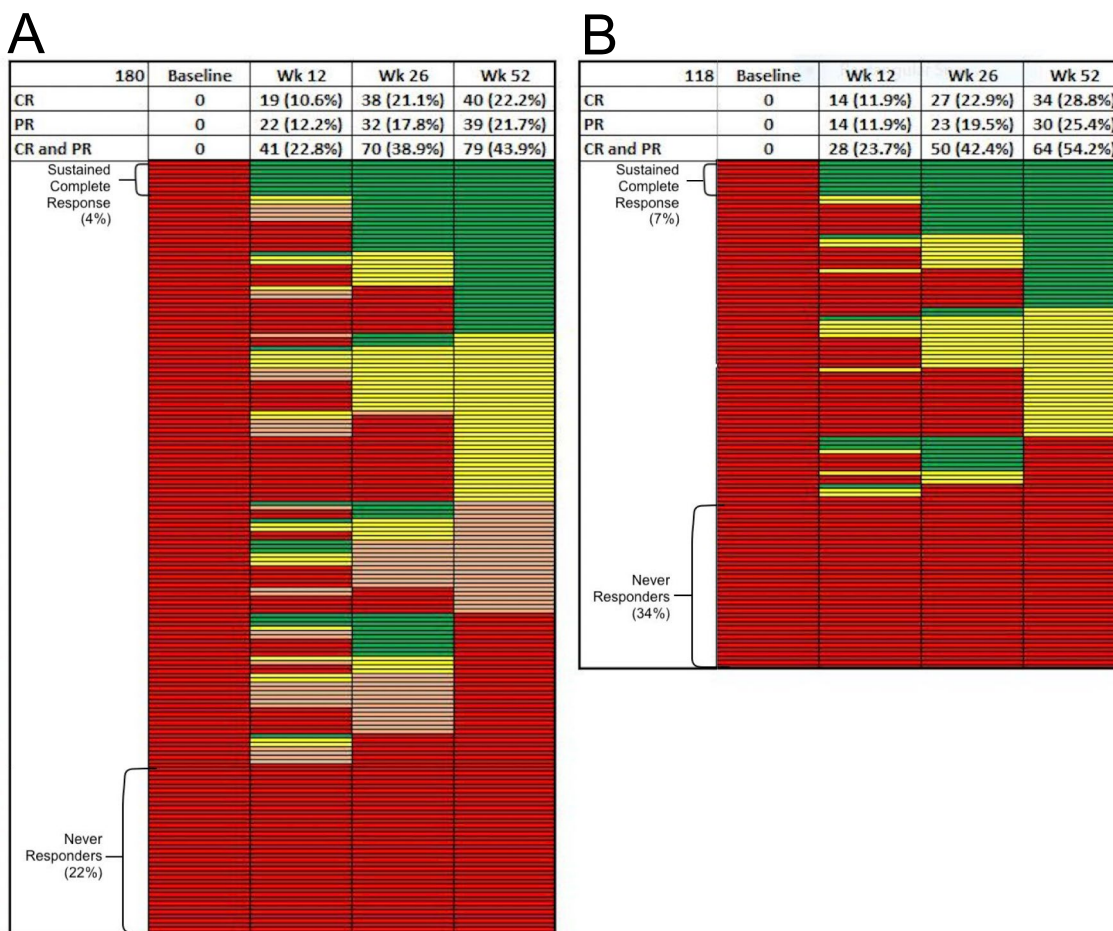 A
180 Baseline Wk 12 Wk 26 Wk 52
CR 0 19 (10.6%) 38 (21.1%) 40 (22.2%)
PR 0 22 (12.2%) 32 (17.8%) 39 (21.7%)
CR and PR 0 41 (22.8%) 70 (38.9%) 79 (43.9%)
Sustained
Complete
Response
(4%)
Never
Responders
(22%)
B
118 Baseline Wk 12 Wk 26 Wk 52
CR 0 14 (11.9%) 27 (22.9%) 34 (28.8%)
PR 0 14 (11.9%) 23 (19.5%) 30 (25.4%)
CR and PR 0 28 (23.7%) 50 (42.4%) 64 (54.2%)
Sustained
Complete
Response
(7%)
Never
Responders
(34%)